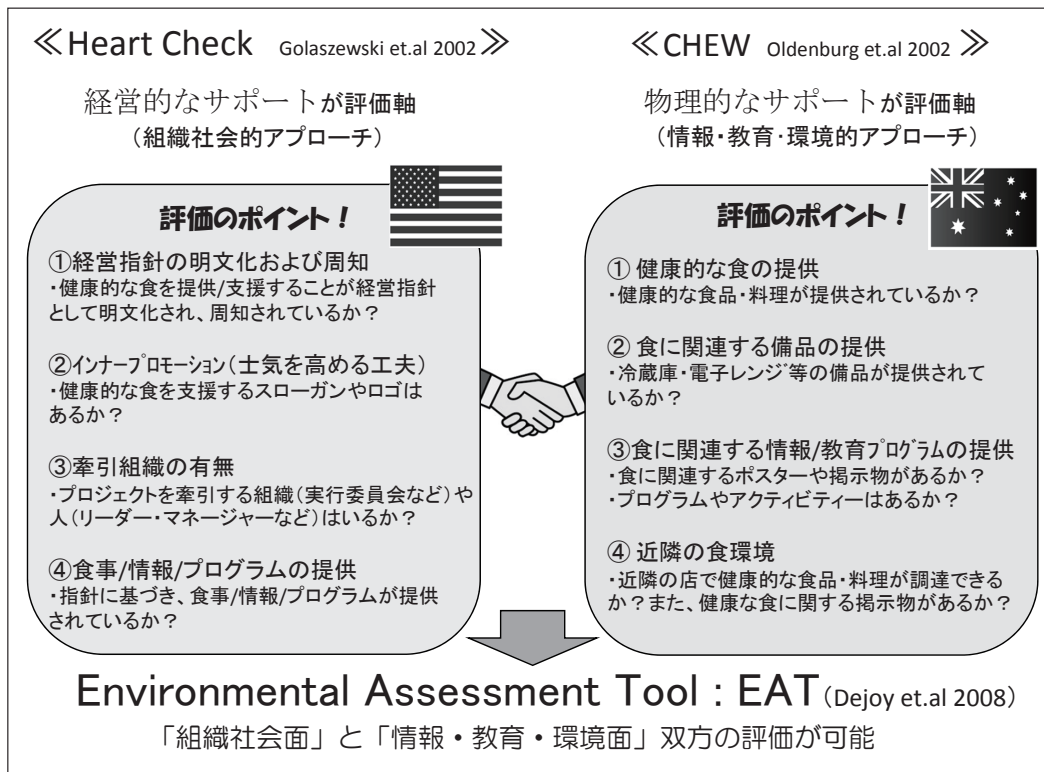 ≪Heart Check Golaszewski et.al 2002≫
経営的なサポートが評価軸
（組織社会的アプローチ）
評価のポイント！
①経営指針の明文化および周知
・健康的な食を提供/支援することが経営指針
として明文化され、周知されているか？
②ｲﾝﾅｰﾌﾟﾛﾓｰｼｮﾝ（士気を高める工夫）
・健康的な食を支援するスローガンやロゴは
あるか？
③牽引組織の有無
・プロジェクトを牽引する組織（実行委員会など）や
人（リーダー・マネージャーなど）はいるか？
④食事/情報/プログラムの提供
・指針に基づき、食事/情報/プログラムが提供
されているか？
≪CHEW Oldenburg et.al 2002 ≫
物理的なサポートが評価軸
（情報・教育・環境的アプローチ）
評価のポイント！
① 健康的な食の提供
・健康的な食品・料理が提供されているか？
② 食に関連する備品の提供
・冷蔵庫・電子レンジ等の備品が提供されて
いるか？
③食に関連する情報/教育ﾌﾟﾛｸﾞﾗﾑの提供
・食に関連するポスターや掲示物があるか？
・プログラムやアクティビティーはあるか？
④ 近隣の食環境
・近隣の店で健康的な食品・料理が調達できる
か？また、健康な食に関する掲示物があるか？
Environmental Assessment Tool : EAT（Dejoy et.al 2008）
「組織社会面」と「情報・教育・環境面」双方の評価が可能